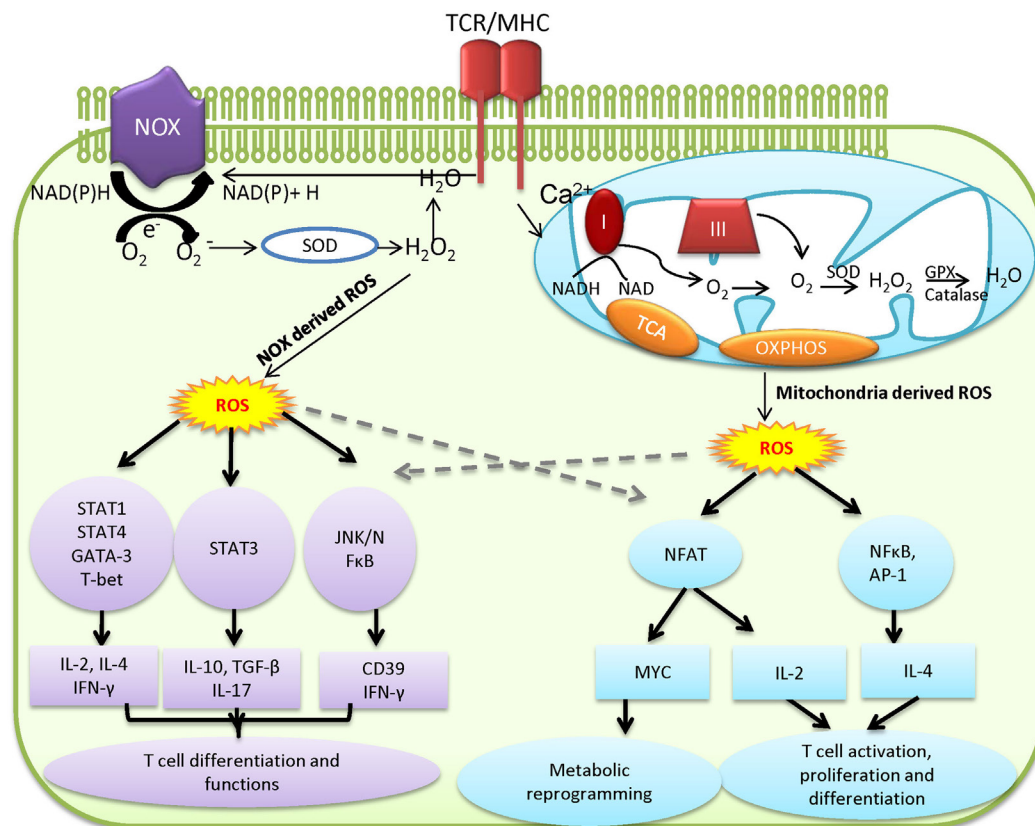 TCR/MHC
NOX
NAD(P)H
NAD(P)+ H
H₂O
e⁻
O₂
O₂⁻
SOD
H₂O₂
NOX derived ROS
Ca²⁺
I
III
NADH
NAD
O₂
O₂
SOD
H₂O₂
GPX
Catalase
H₂O
TCA
OXPHOS
Mitochondria derived ROS
ROS
ROS
STAT1
STAT4
GATA-3
T-bet
STAT3
JNK/N
FκB
NFAT
NFκB,
AP-1
IL-2, IL-4
IFN-γ
IL-10, TGF-β
IL-17
CD39
IFN-γ
MYC
IL-2
IL-4
T cell differentiation and
functions
Metabolic
reprogramming
T cell activation,
proliferation and
differentiation